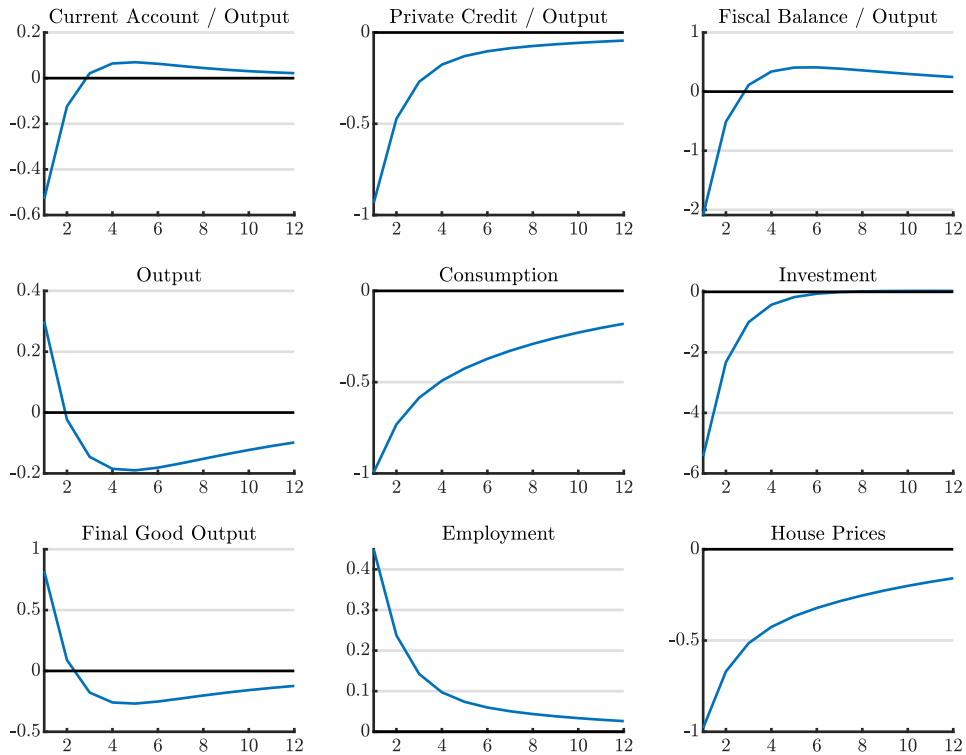 Current Account / Output
0.2
0
-0.2
-0.4
-0.6
2 4 6 8 10 12
Private Credit / Output
0
-0.5
-1
2 4 6 8 10 12
Fiscal Balance / Output
1
0
-1
-2
2 4 6 8 10 12
Output
0.4
0.2
0
-0.2
2 4 6 8 10 12
Consumption
0
-0.5
-1
2 4 6 8 10 12
Investment
0
-2
-4
-6
2 4 6 8 10 12
Final Good Output
1
0.5
0
-0.5
2 4 6 8 10 12
Employment
0.4
0.3
0.2
0.1
0
2 4 6 8 10 12
House Prices
0
-0.5
-1
2 4 6 8 10 12